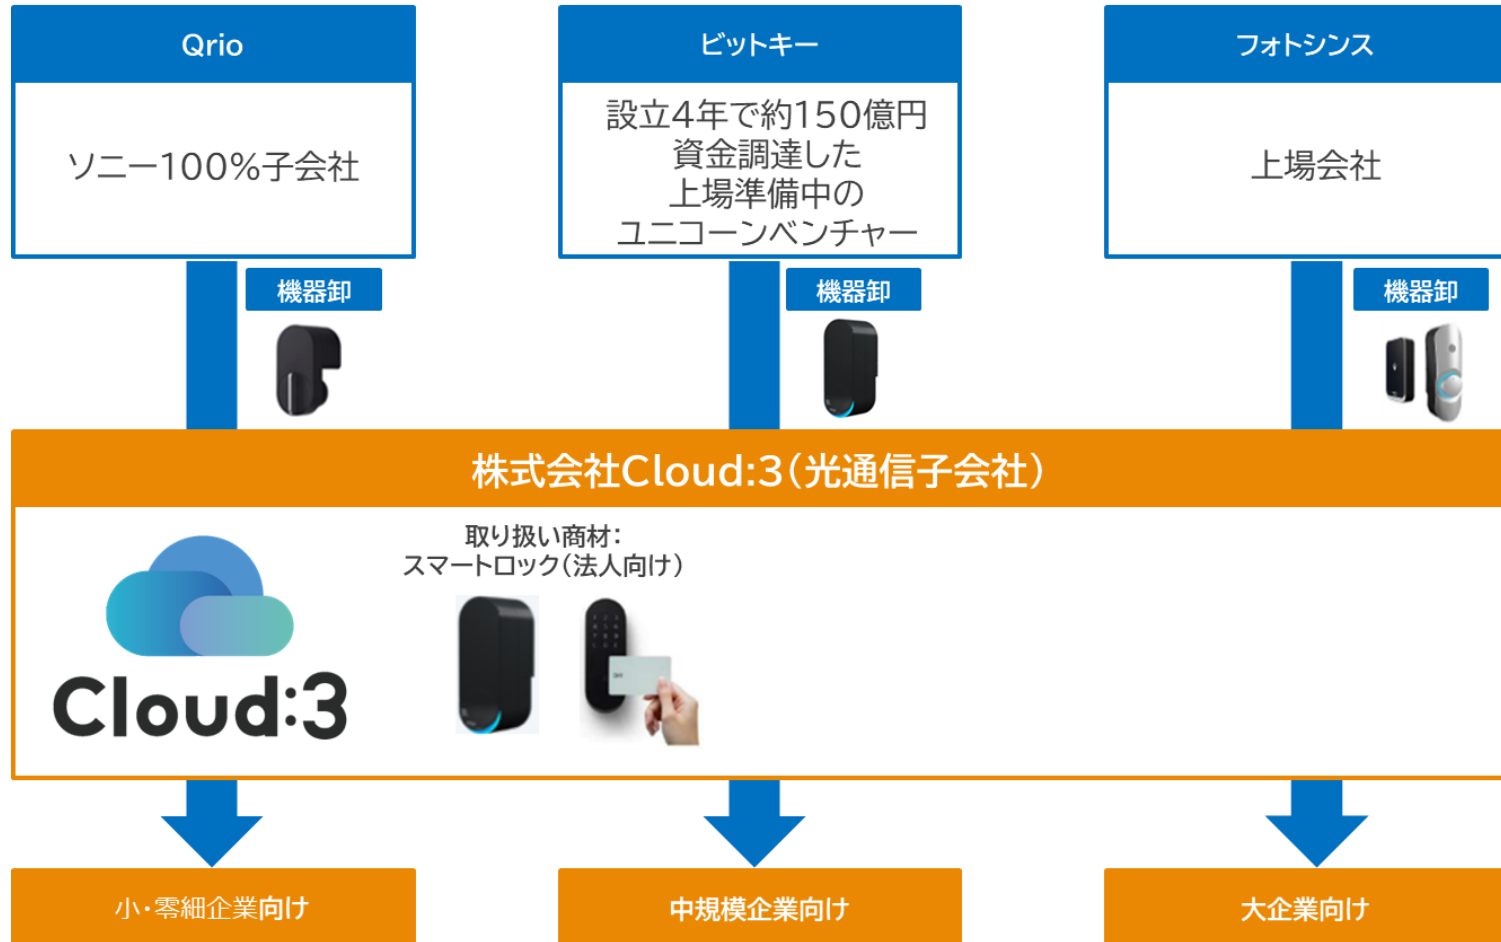 Qrio
ソニー100%子会社
ビットキー
設立4年で約150億円
資金調達した
上場準備中の
ユニコーンベンチャー
フォトシンス
上場会社
機器卸
機器卸
機器卸
株式会社Cloud:3(光通信子会社)
Cloud:3
取り扱い商材:
スマートロック(法人向け)
小・零細企業向け
中規模企業向け
大企業向け